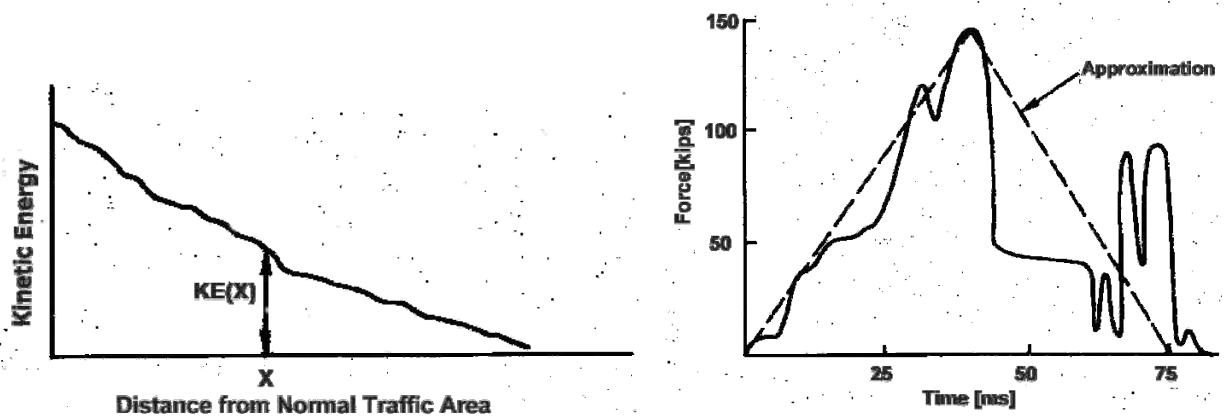 Kinetic Energy
KE(X)
X
Distance from Normal Traffic Area
150
100
50
Force[kips]
Approximation
25
50
75
Time [ms]